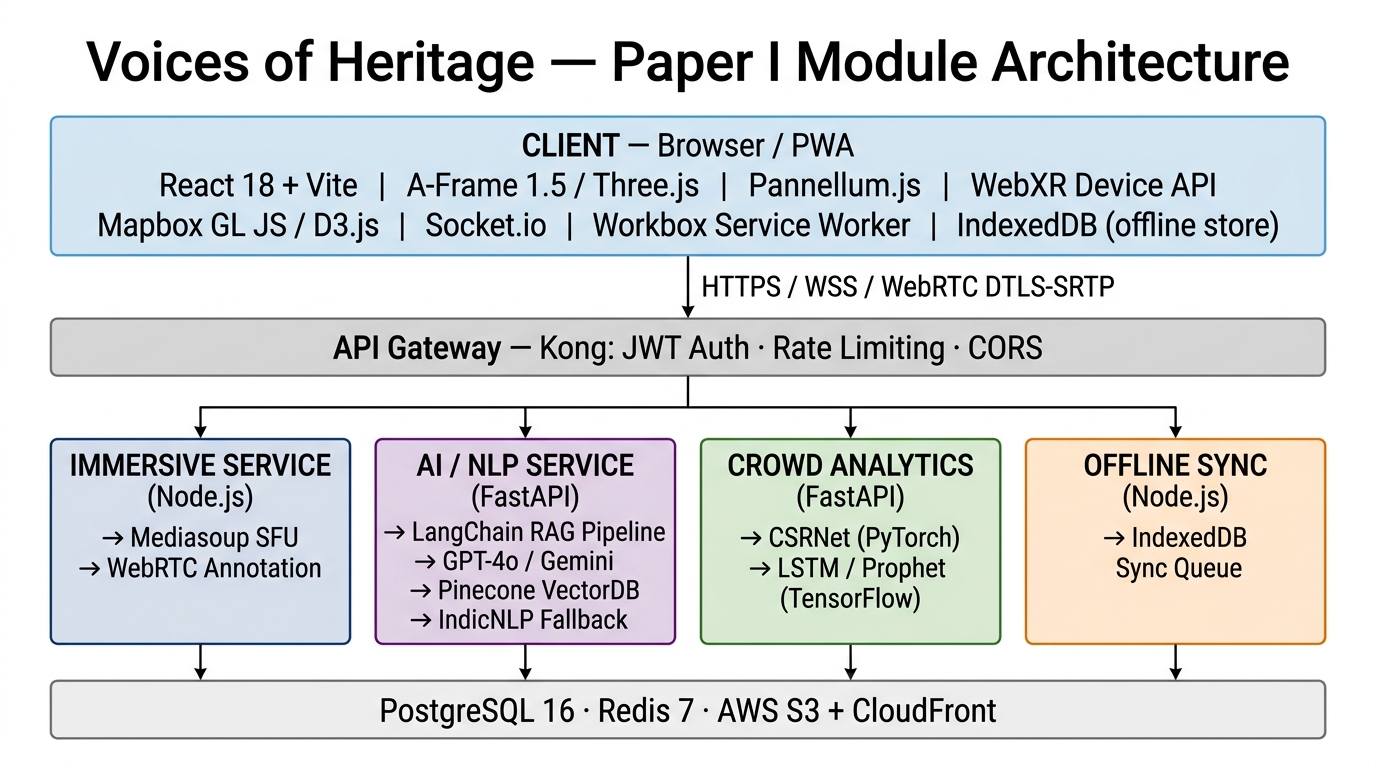 Voices of Heritage — Paper I Module Architecture
CLIENT — Browser / PWA
React 18 + Vite | A-Frame 1.5 / Three.js | Pannellum.js | WebXR Device API
Mapbox GL JS / D3.js | Socket.io | Workbox Service Worker | IndexedDB (offline store)
HTTPS / WSS / WebRTC DTLS-SRTP
API Gateway — Kong: JWT Auth · Rate Limiting · CORS
IMMERSIVE SERVICE
(Node.js)
→ Mediasoup SFU
→ WebRTC Annotation
AI / NLP SERVICE
(FastAPI)
→ LangChain RAG Pipeline
→ GPT-4o / Gemini
→ Pinecone VectorDB
→ IndicNLP Fallback
CROWD ANALYTICS
(FastAPI)
→ CSRNet (PyTorch)
→ LSTM / Prophet
(TensorFlow)
OFFLINE SYNC
(Node.js)
→ IndexedDB
Sync Queue
PostgreSQL 16 · Redis 7 · AWS S3 + CloudFront